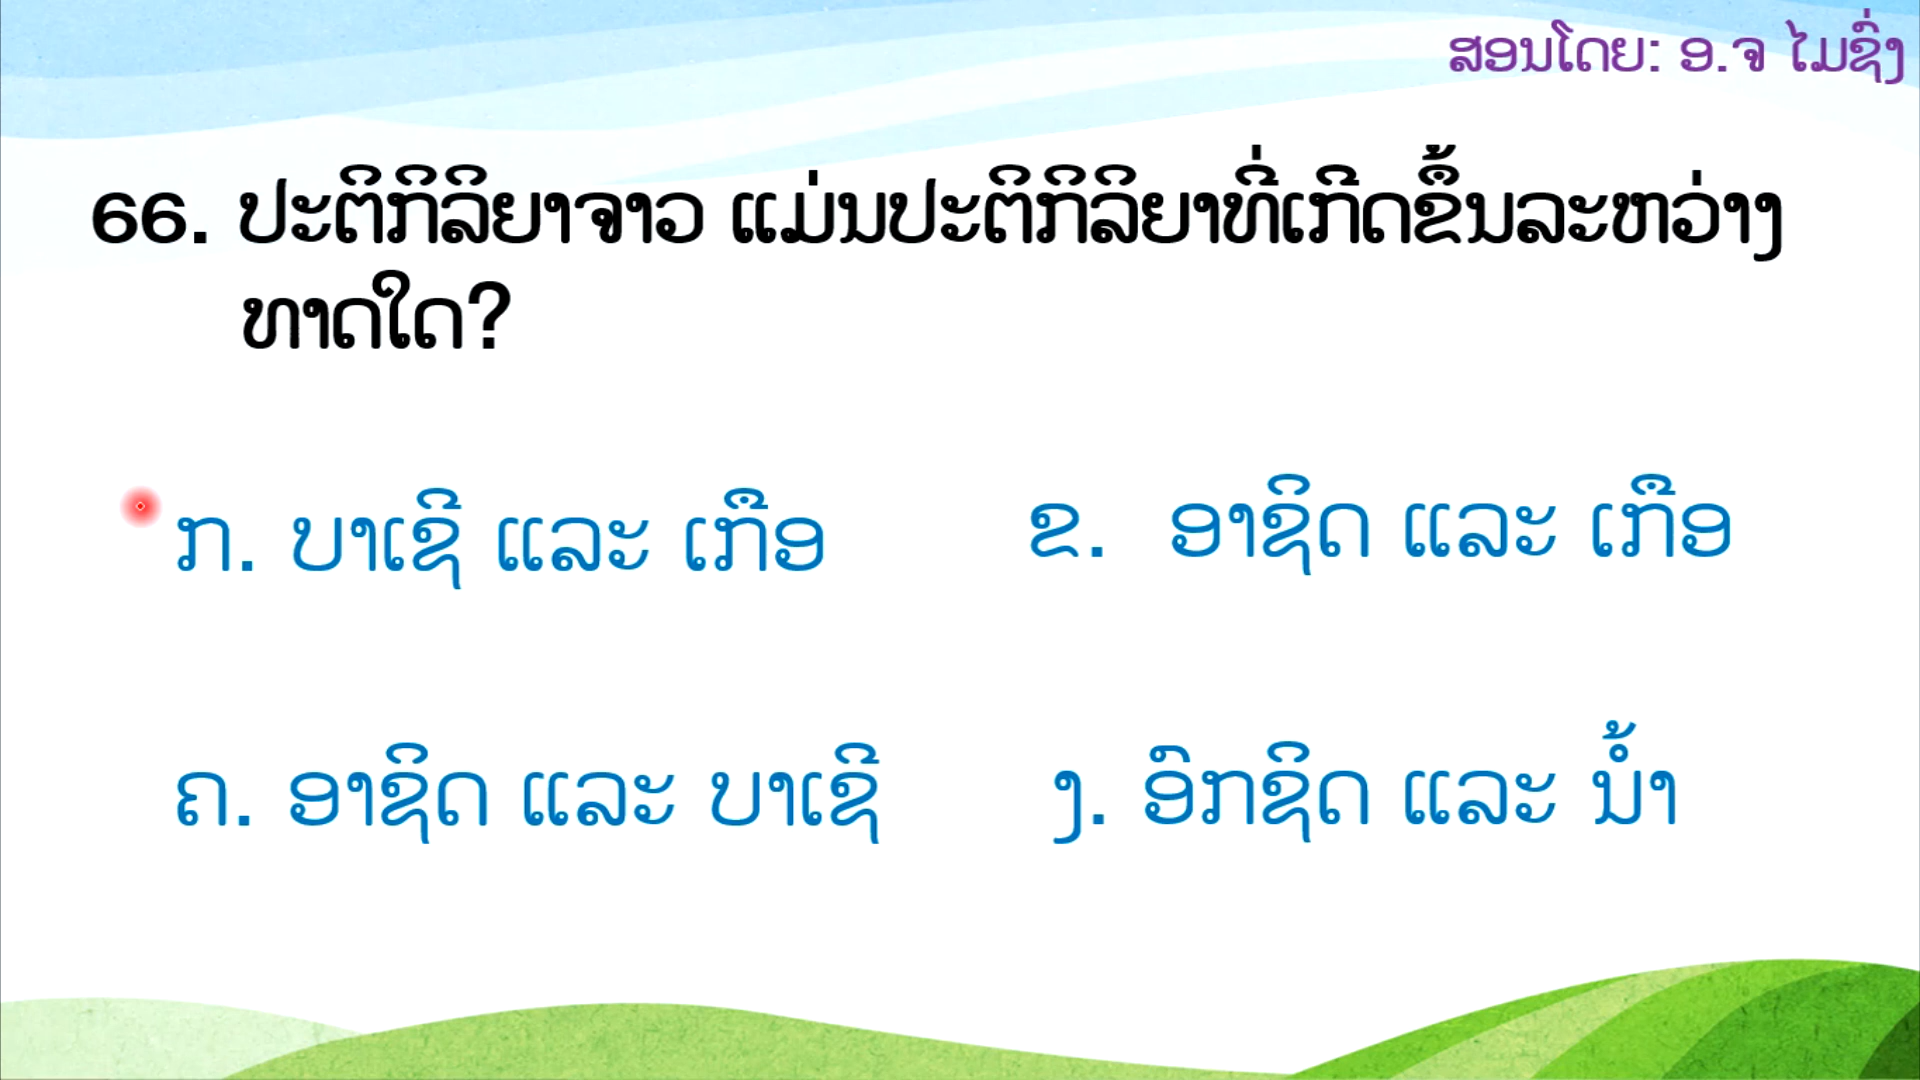 ສອນໂດຍ: ອ.ຈ ໄມຊົ່ງ
66. ປະຕິກິລິຍາຈາວ ແມ່ນປະຕິກິລິຍາທີ່ເກີດຂຶ້ນລະຫວ່າງ
ທາດໃດ?
ກ. ບາເຊີ ແລະ ເກືອ
ຂ. ອາຊິດ ແລະ ເກືອ
ຄ. ອາຊິດ ແລະ ບາເຊີ
ງ. ອົກຊິດ ແລະ ນ້ຳ